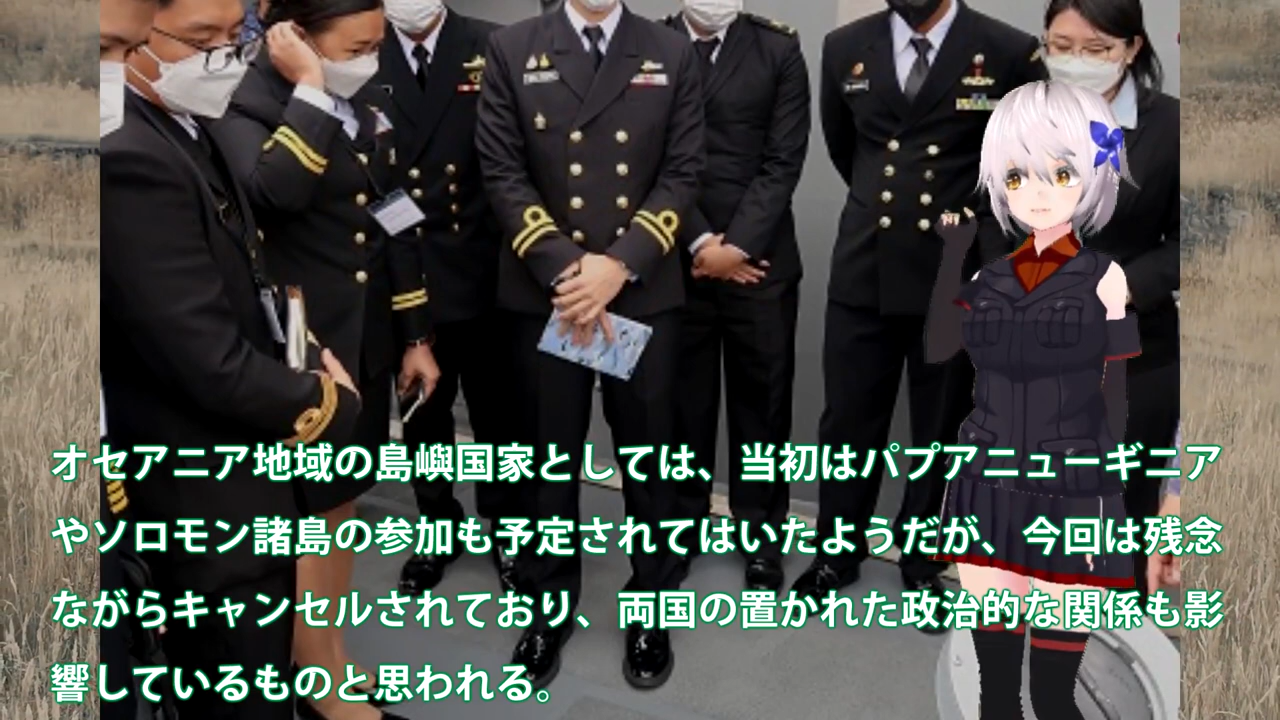 オセアニア地域の島嶼国家としては、当初はパプアニューギニア
やソロモン諸島の参加も予定されてはいたようだが、今回は残念
ながらキャンセルされており、両国の置かれた政治的な関係も影
響しているものと思われる。